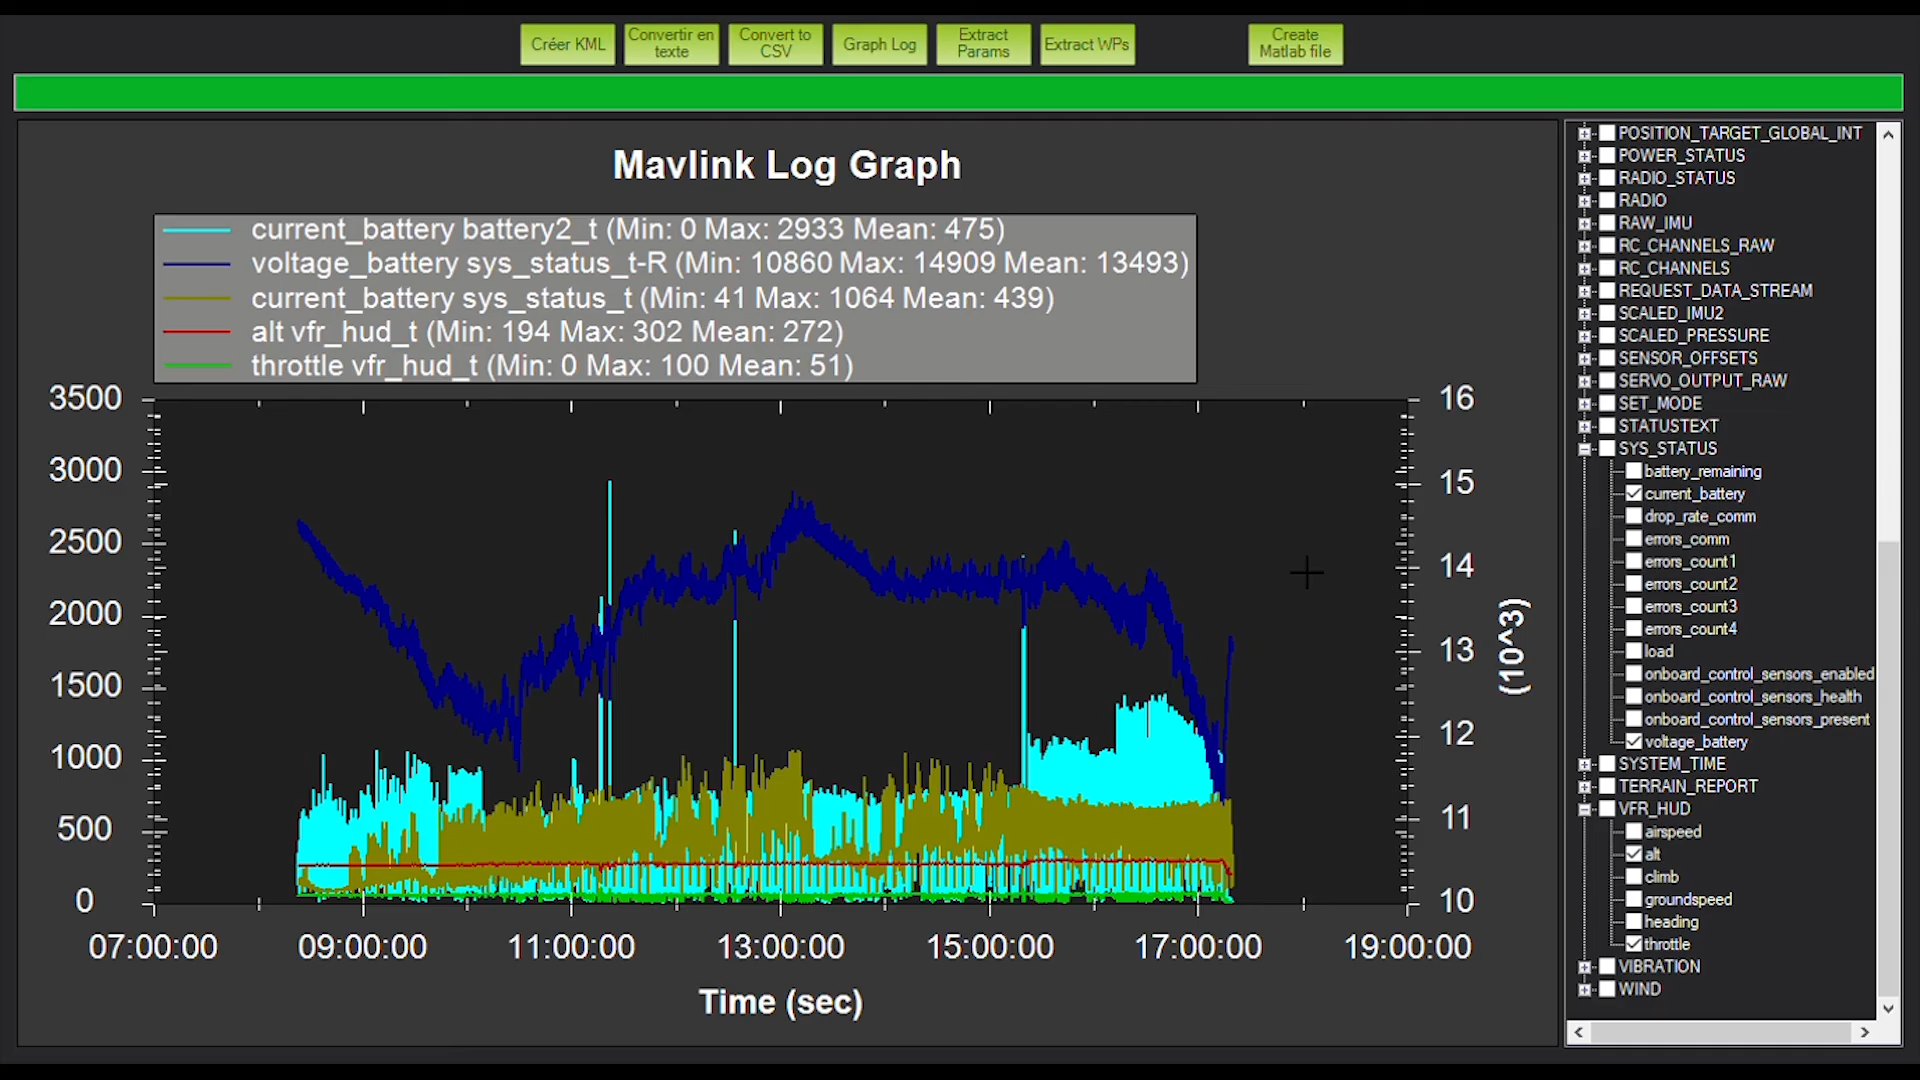 Créer KML
Convertir en
texte
Convert to
CSV
Graph Log
Extract
Params
Extract WPs
Create
Matlab file
Mavlink Log Graph
current_battery battery2_t (Min: 0 Max: 2933 Mean: 475)
voltage_battery sys_status_t-R (Min: 10860 Max: 14909 Mean: 13493)
current_battery sys_status_t (Min: 41 Max: 1064 Mean: 439)
alt vfr_hud_t (Min: 194 Max: 302 Mean: 272)
throttle vfr_hud_t (Min: 0 Max: 100 Mean: 51)
3500
3000
2500
2000
1500
1000
500
0
16
15
14
13
12
11
10
(10^3)
07:00:00
09:00:00
11:00:00
13:00:00
15:00:00
17:00:00
19:00:00
Time (sec)
POSITION_TARGET_GLOBAL_INT
POWER_STATUS
RADIO_STATUS
RADIO
RAW_IMU
RC_CHANNELS_RAW
RC_CHANNELS
REQUEST_DATA_STREAM
SCALED_IMU2
SCALED_PRESSURE
SENSOR_OFFSETS
SERVO_OUTPUT_RAW
SET_MODE
STATUSTEXT
SYS_STATUS
battery_remaining
current_battery
drop_rate_comm
errors_comm
errors_count1
errors_count2
errors_count3
errors_count4
load
onboard_control_sensors_enabled
onboard_control_sensors_health
onboard_control_sensors_present
voltage_battery
SYSTEM_TIME
TERRAIN_REPORT
VFR_HUD
airspeed
alt
climb
groundspeed
heading
throttle
VIBRATION
WIND